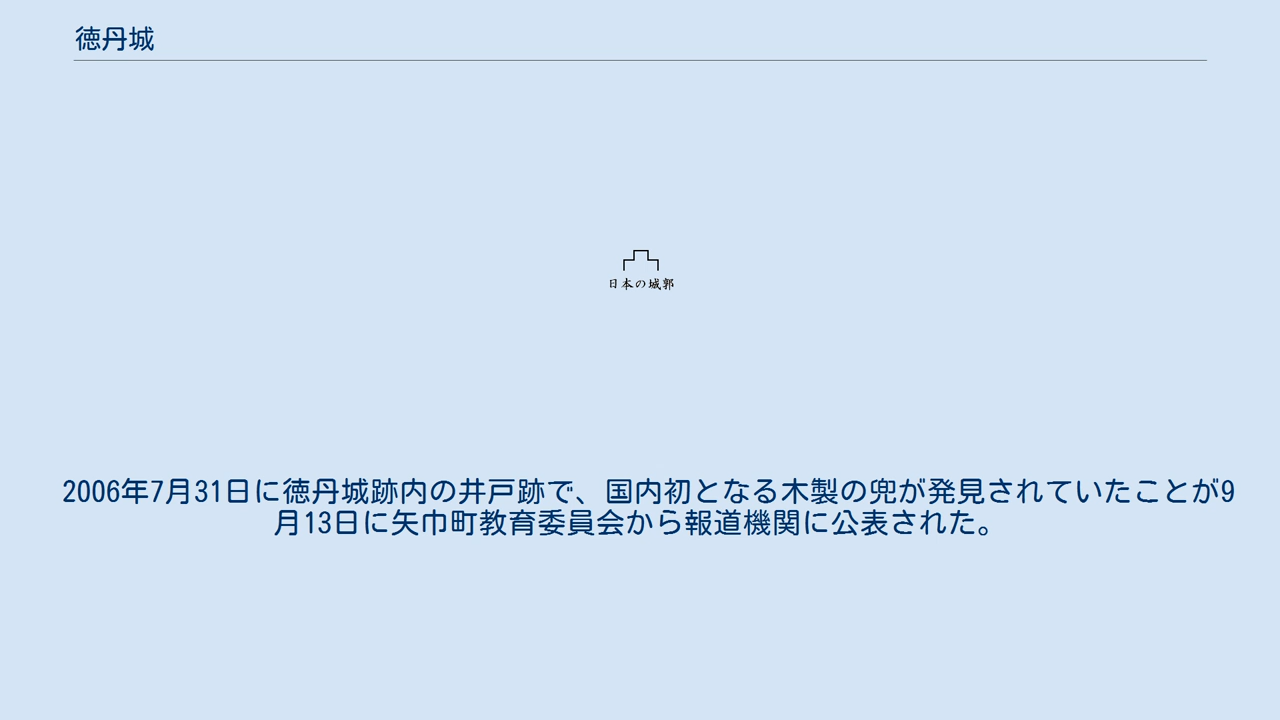 徳丹城
日本の城郭
2006年7月31日に徳丹城跡内の井戸跡で、国内初となる木製の兜が発見されていたことが9
月13日に矢巾町教育委員会から報道機関に公表された。